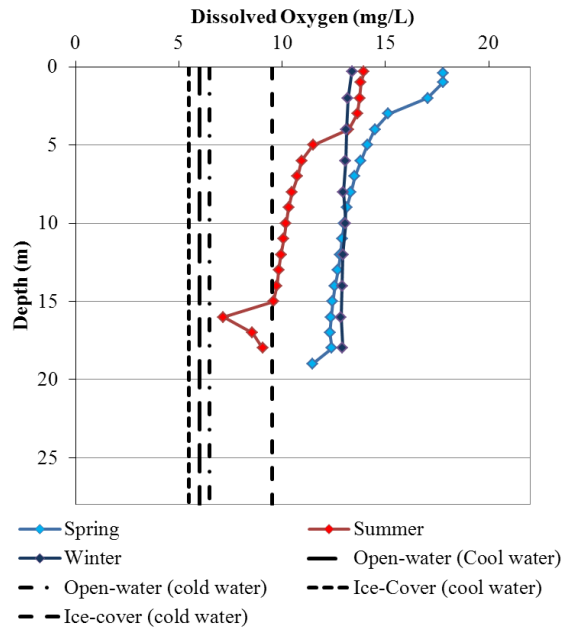 Dissolved Oxygen (mg/L)
0 5 10 15 20
0
5
10
15
20
25
Depth (m)
Spring Summer
Winter Open-water (Cool water)
Open-water (cold water) Ice-Cover (cool water)
Ice-cover (cold water)